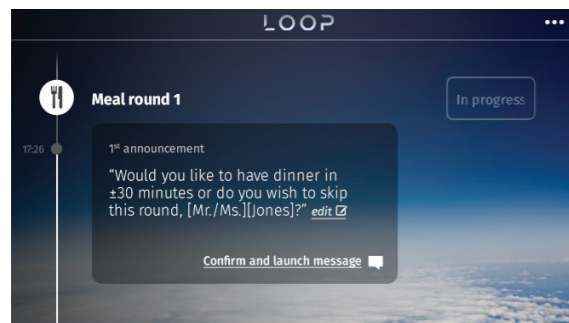 LOOP
Meal round 1
In progress
17:26
1st announcement
“Would you like to have dinner in
±30 minutes or do you wish to skip
this round, [Mr./Ms.][Jones]?” edit
Confirm and launch message